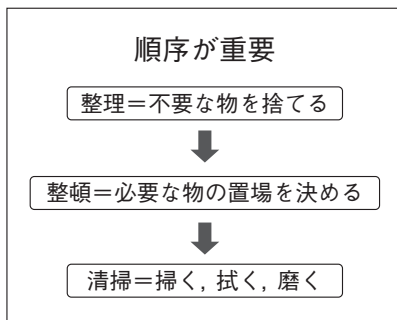 順序が重要
整理＝不要な物を捨てる
整頓＝必要な物の置場を決める
清掃＝掃く，拭く，磨く